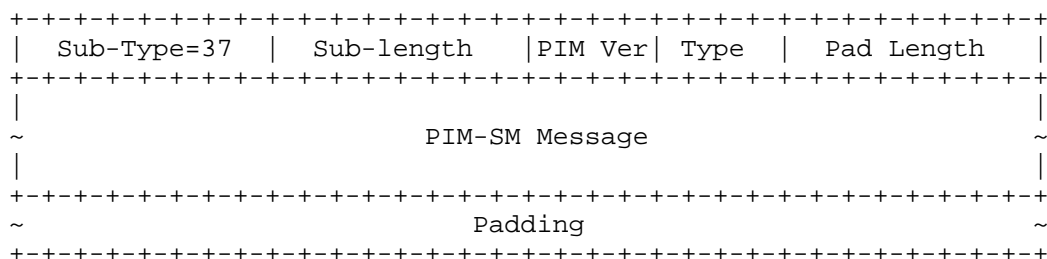 +-+-+-+-+-+-+-+-+-+-+-+-+-+-+-+-+-+-+-+-+-+-+-+-+-+-+-+-+-+-+-+-+
|  Sub-Type=37  |  Sub-length   |PIM Ver| Type  |   Pad Length  |
+-+-+-+-+-+-+-+-+-+-+-+-+-+-+-+-+-+-+-+-+-+-+-+-+-+-+-+-+-+-+-+-+
|                                                               |
~                         PIM-SM Message                        ~
|                                                               |
+-+-+-+-+-+-+-+-+-+-+-+-+-+-+-+-+-+-+-+-+-+-+-+-+-+-+-+-+-+-+-+-+
~                            Padding                            ~
+-+-+-+-+-+-+-+-+-+-+-+-+-+-+-+-+-+-+-+-+-+-+-+-+-+-+-+-+-+-+-+-+